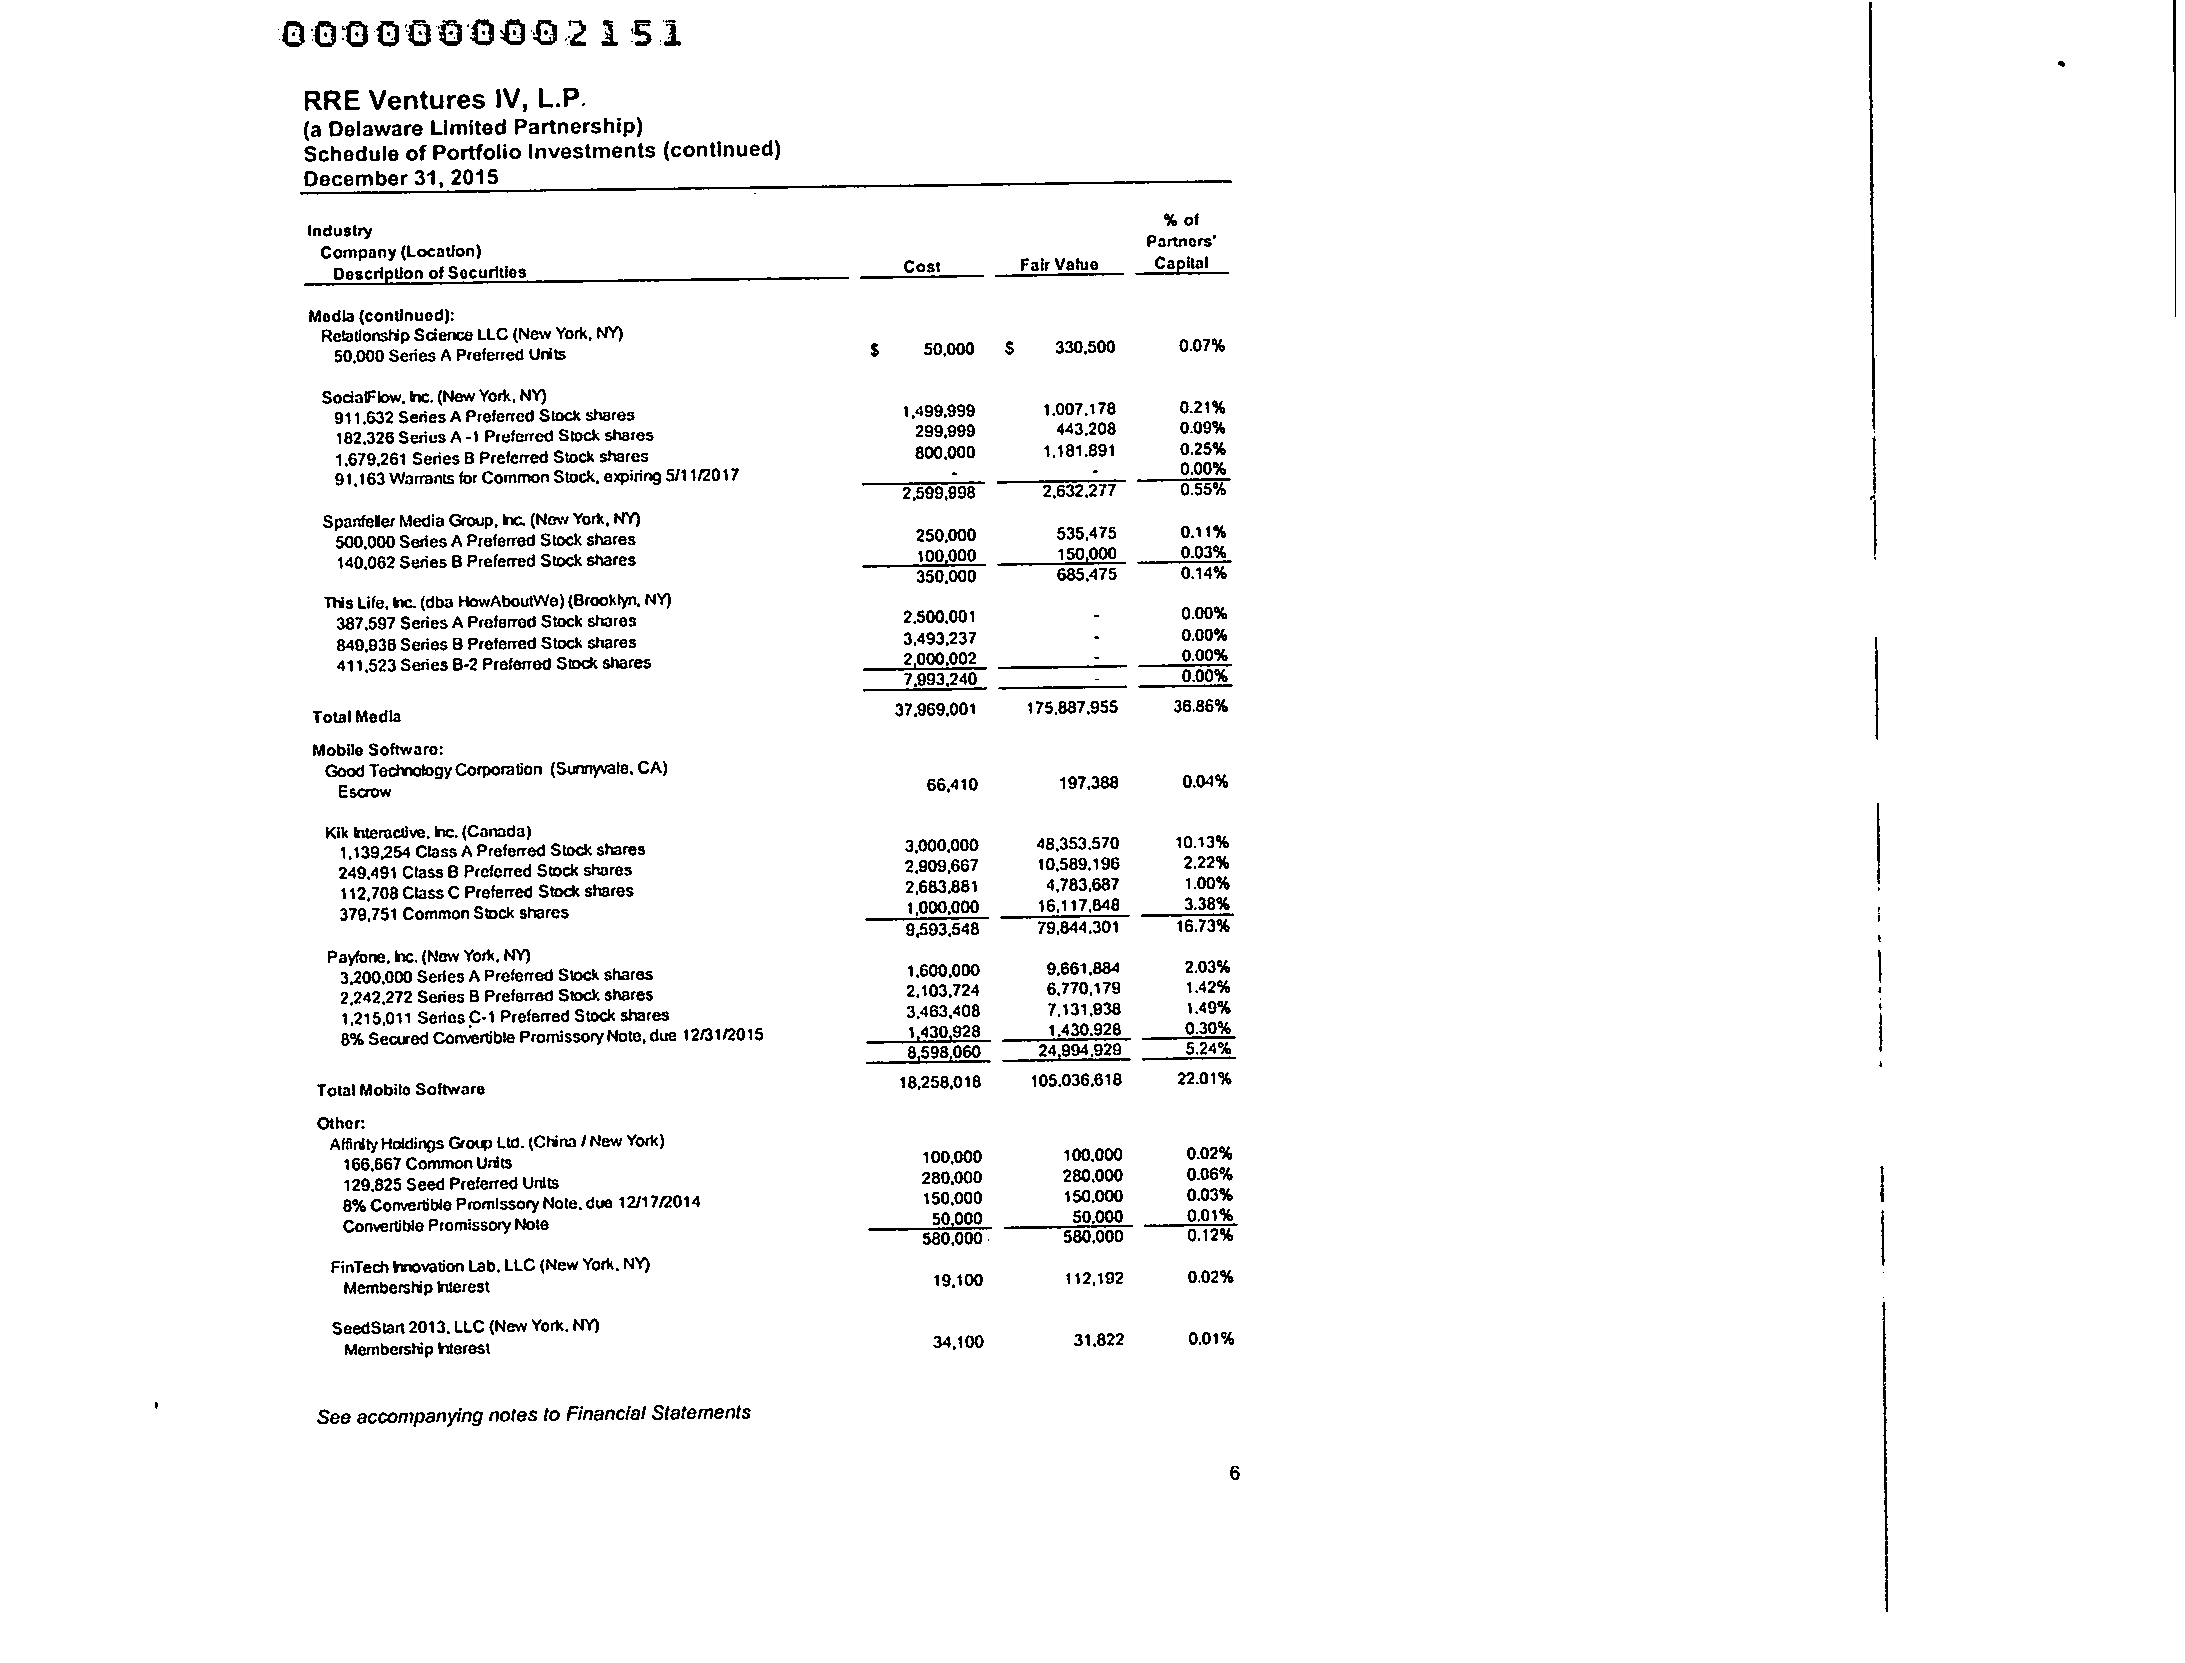 0000000002151
RRE Ventures IV, L.P.
(a Delaware Limited Partnership)
Schedule of Portfolio Investments (continued)
December 31, 2015
Industry
Company (Location)
Description of Securities
Cost Fair Value % of Partners' Capital
Media (continued):
Relationship Science LLC (New York, NY)
50,000 Series A Preferred Units $ 50,000 $ 330,500 0.07%
SocialFlow, Inc. (New York, NY)
911,632 Series A Preferred Stock shares 1,499,999 1,007,178 0.21%
182,326 Series A -1 Preferred Stock shares 299,999 443,208 0.09%
1,679,261 Series B Preferred Stock shares 800,000 1,181,891 0.25%
91,163 Warrants for Common Stock, expiring 5/11/2017 - - 0.00%
2,599,998 2,632,277 0.55%
Spanfeller Media Group, Inc. (New York, NY)
500,000 Series A Preferred Stock shares 250,000 535,475 0.11%
140,062 Series B Preferred Stock shares 100,000 150,000 0.03%
350,000 685,475 0.14%
This Life, Inc. (dba HowAboutWe) (Brooklyn, NY)
387,597 Series A Preferred Stock shares 2,500,001 - 0.00%
849,938 Series B Preferred Stock shares 3,493,237 - 0.00%
411,523 Series B-2 Preferred Stock shares 2,000,002 - 0.00%
7,993,240 - 0.00%
Total Media 37,969,001 175,887,955 36.86%
Mobile Software:
Good Technology Corporation (Sunnyvale, CA)
Escrow 66,410 197,388 0.04%
Kik Interactive, Inc. (Canada)
1,139,254 Class A Preferred Stock shares 3,000,000 48,353,570 10.13%
249,491 Class B Preferred Stock shares 2,909,667 10,589,196 2.22%
112,708 Class C Preferred Stock shares 2,683,881 4,783,687 1.00%
379,751 Common Stock shares 1,000,000 16,117,848 3.38%
9,593,548 79,844,301 16.73%
Payfone, Inc. (New York, NY)
3,200,000 Series A Preferred Stock shares 1,600,000 9,661,884 2.03%
2,242,272 Series B Preferred Stock shares 2,103,724 6,770,179 1.42%
1,215,011 Series C-1 Preferred Stock shares 3,463,408 7,131,938 1.49%
8% Secured Convertible Promissory Note, due 12/31/2015 1,430,928 1,430,928 0.30%
8,598,060 24,994,929 5.24%
Total Mobile Software 18,258,018 105,036,618 22.01%
Other:
Affinity Holdings Group Ltd. (China / New York)
166,667 Common Units 100,000 100,000 0.02%
129,825 Seed Preferred Units 280,000 280,000 0.06%
8% Convertible Promissory Note, due 12/17/2014 150,000 150,000 0.03%
Convertible Promissory Note 50,000 50,000 0.01%
580,000 580,000 0.12%
FinTech Innovation Lab, LLC (New York, NY)
Membership Interest 19,100 112,192 0.02%
SeedStart 2013, LLC (New York, NY)
Membership Interest 34,100 31,822 0.01%
See accompanying notes to Financial Statements
6